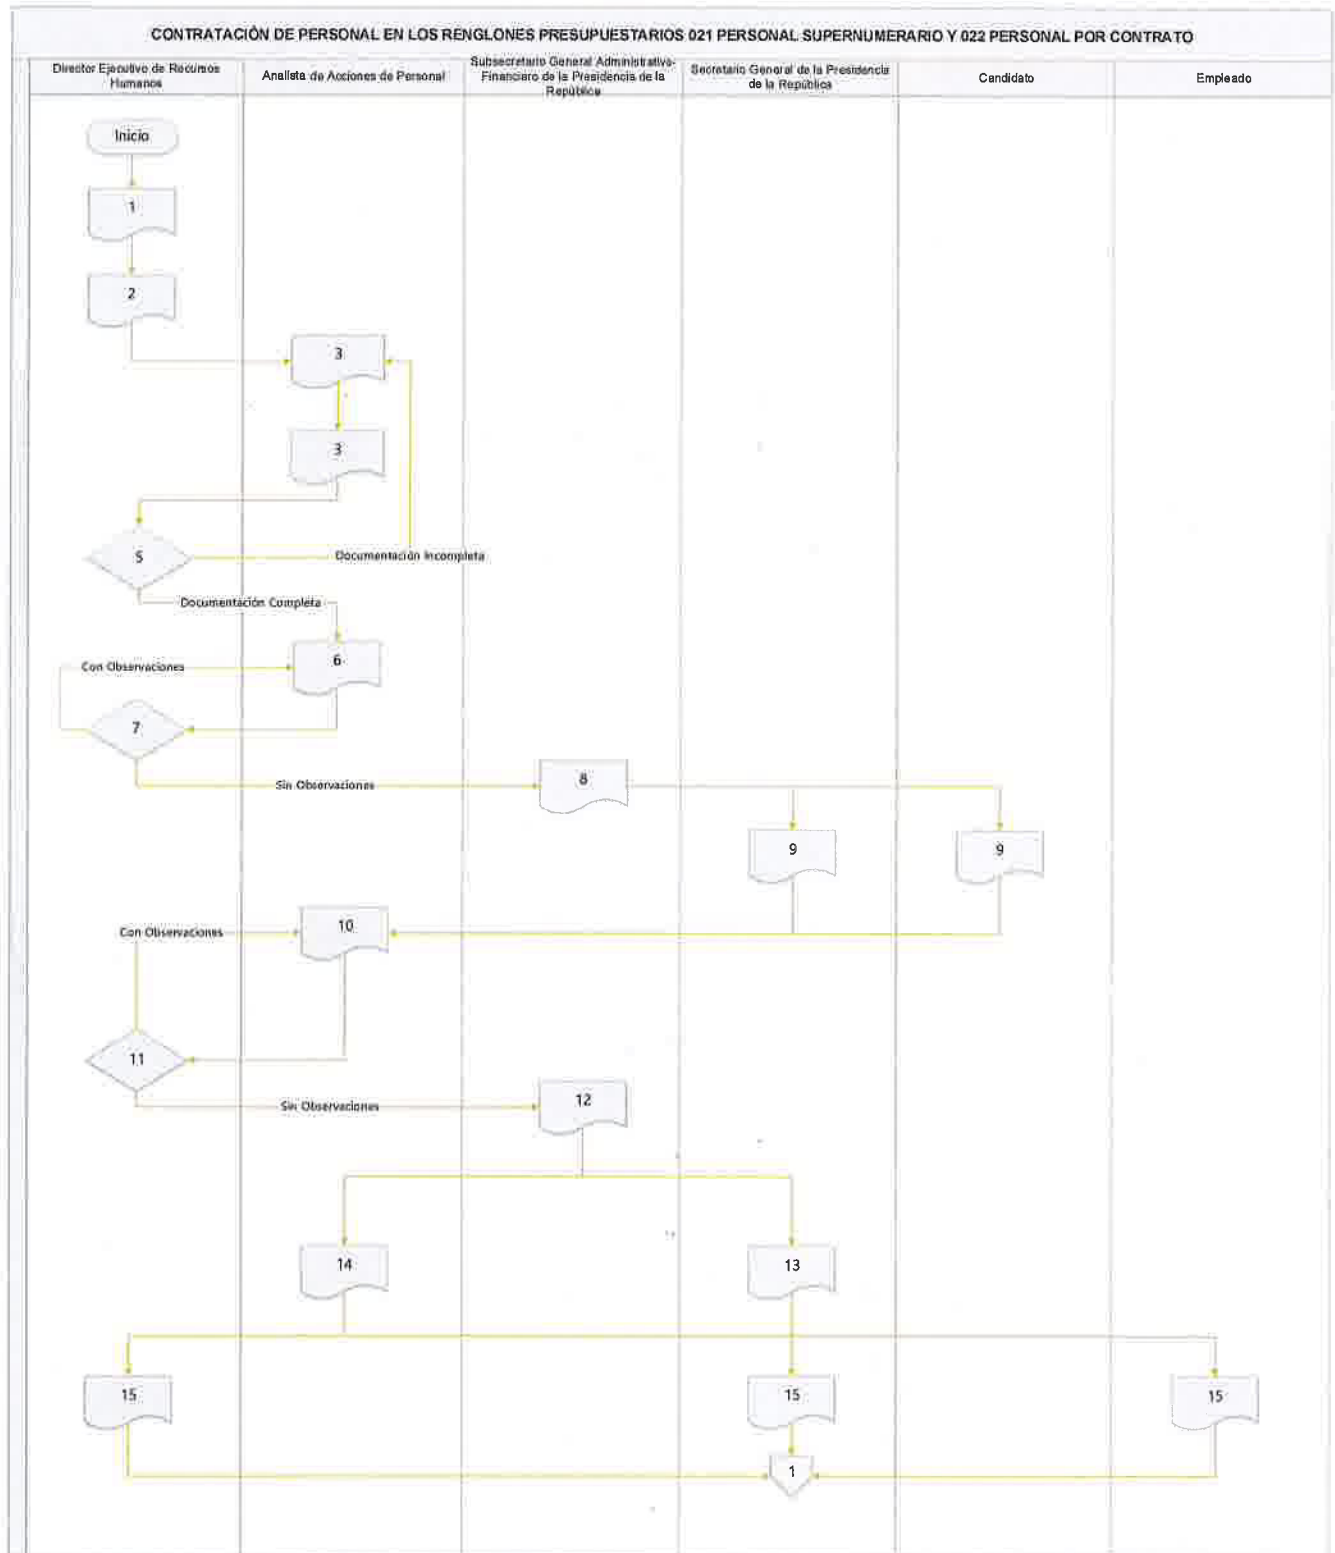 CONTRATACIÓN DE PERSONAL EN LOS RENGLONES PRESUPUESTARIOS 021 PERSONAL SUPERNUMERARIO Y 022 PERSONAL POR CONTRATO
Director Ejecutivo de Recursos
Humanos
Analista de Acciones de Personal
Subsecretario General Administrativo-
Financiero de la Presidencia de la
República
Secretario General de la Presidencia
de la República
Candidato
Empleado
Inicio
1
2
3
3
5
Documentación Incompleta
Documentación Completa
6
Con Observaciones
7
Sin Observaciones
8
9
9
10
Con Observaciones
11
Sin Observaciones
12
14
13
15
15
15
1